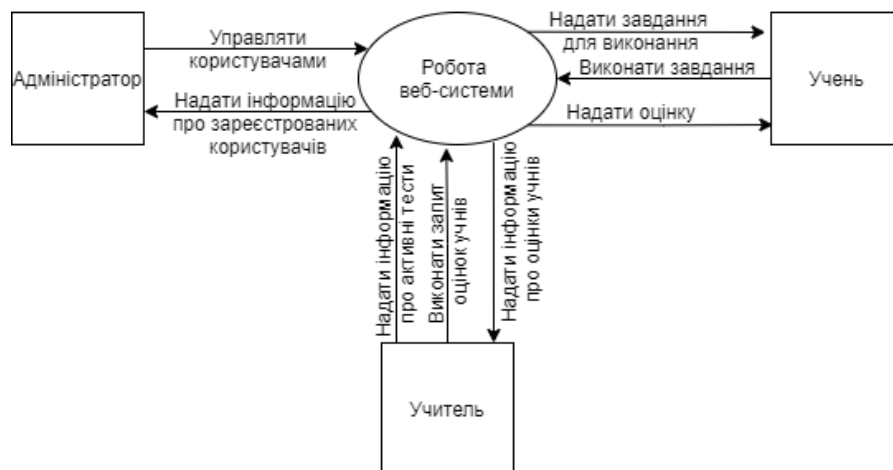 Надати завдання
для виконання
Управляти
користувачами
Робота
веб-системи
Виконати завдання
Адміністратор
Учень
Надати інформацію
про зареєстрованих
користувачів
Надати оцінку
Надати інформацію
про активні тести
Виконати запит
оцінок учнів
Надати інформацію
про оцінки учнів
Учитель